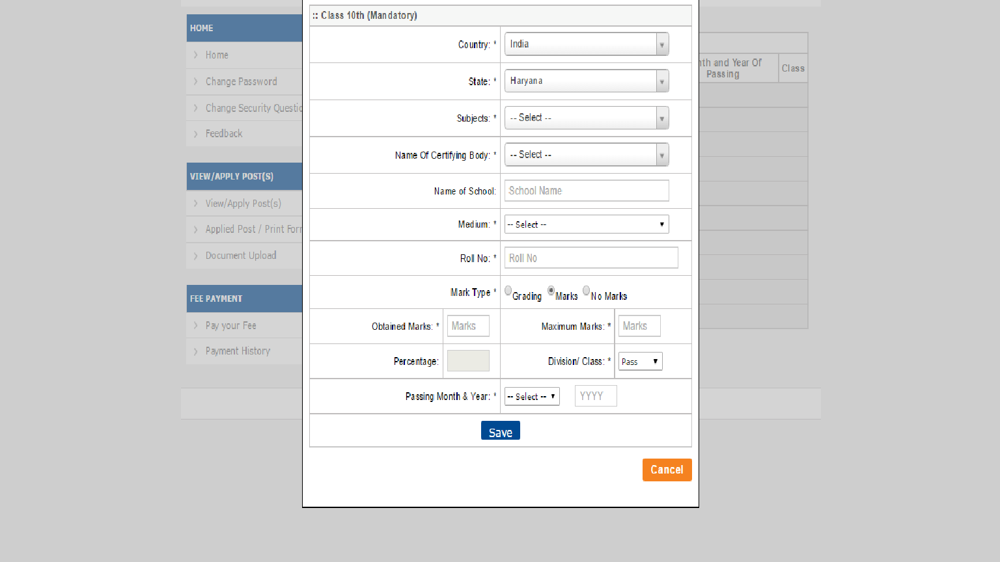 :: Class 10th (Mandatory)
HOME
Home
Change Password
Change Security
Feedback
VIEW/APPLY POST(S)
View/Apply Post(s)
Applied Post / Print
Document Upload
FEE PAYMENT
Pay your Fee
Payment History
Country: * India
State: * Haryana
Subjects: * -- Select --
Name Of Certifying Body: * -- Select --
Name of School: School Name
Medium: * -- Select --
Roll No: * Roll No
Mark Type * Grading Marks No Marks
Obtained Marks: * Marks Maximum Marks: * Marks
Percentage: Division/ Class: * Pass
Passing Month & Year: * -- Select -- YYYY
Save
Cancel
and Year Of
Passing
Class